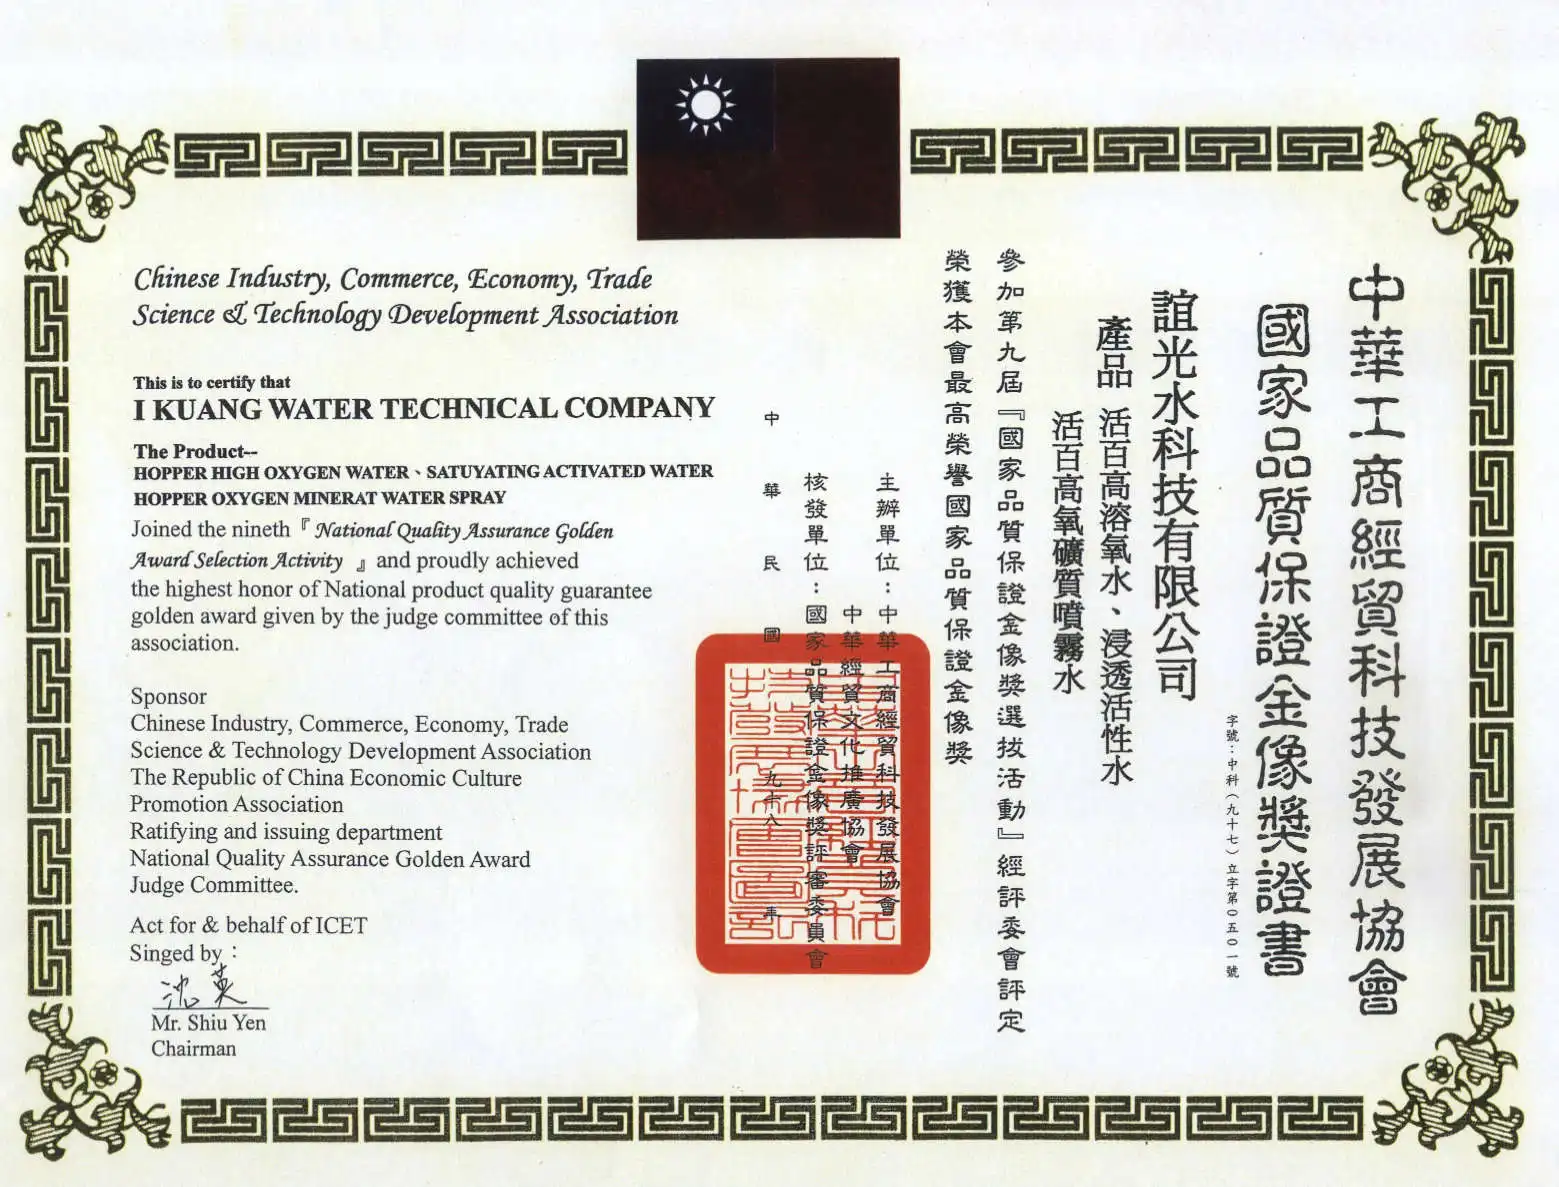 Chinese Industry, Commerce, Economy, Trade
Science & Technology Development Association
This is to certify that
I KUANG WATER TECHNICAL COMPANY
The Product--
HOPPER HIGH OXYGEN WATER、SATUYATING ACTIVATED WATER
HOPPER OXYGEN MINERAT WATER SPRAY
Joined the nineth『National Quality Assurance Golden
Award Selection Activity 』and proudly achieved
the highest honor of National product quality guarantee
golden award given by the judge committee of this
association.
Sponsor
Chinese Industry, Commerce, Economy, Trade
Science & Technology Development Association
The Republic of China Economic Culture
Promotion Association
Ratifying and issuing department
National Quality Assurance Golden Award
Judge Committee.
Act for & behalf of ICET
Singed by：
Mr. Shiu Yen
Chairman
中華工商經貿科技發展協會
國家品質保證金像獎證書
字號：中科（九十七）立字第０五０一號
誼光水科技有限公司
產品 活百高溶氧水、浸透活性水
活百高氧礦質噴霧水
參加第九屆『國家品質保證金像獎選拔活動』經評委會評定
榮獲本會最高榮譽國家品質保證金像獎
主辦單位：中華工商經貿科技發展協會
中華經貿文化推廣協會
核發單位：國家品質保證金像獎評審委員會
中華民國九十八年